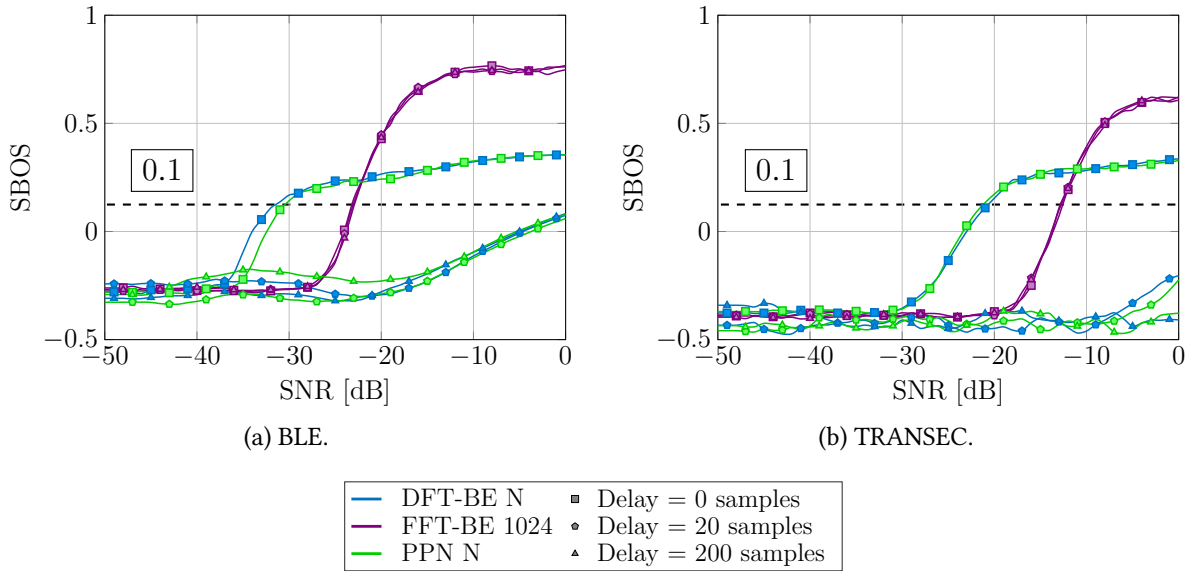 1
0.5
0
−0.5
SBOS
0.1
−50
−40
−30
−20
−10
0
SNR [dB]
(a) BLE.
1
0.5
0
−0.5
SBOS
0.1
−50
−40
−30
−20
−10
0
SNR [dB]
(b) TRANSEC.
DFT-BE N
Delay = 0 samples
FFT-BE 1024
Delay = 20 samples
PPN N
Delay = 200 samples